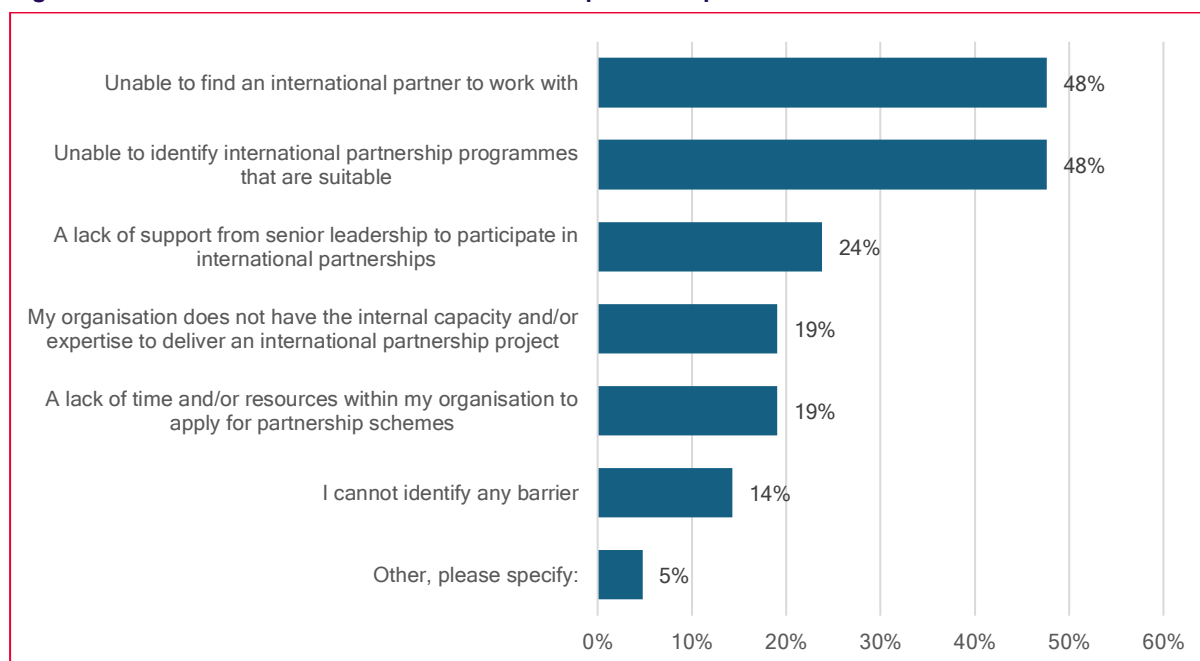 Unable to find an international partner to work with
48%
Unable to identify international partnership programmes
that are suitable
48%
A lack of support from senior leadership to participate in
international partnerships
24%
My organisation does not have the internal capacity and/or
expertise to deliver an international partnership project
19%
A lack of time and/or resources within my organisation to
apply for partnership schemes
19%
I cannot identify any barrier
14%
Other, please specify:
5%
0% 10% 20% 30% 40% 50% 60%